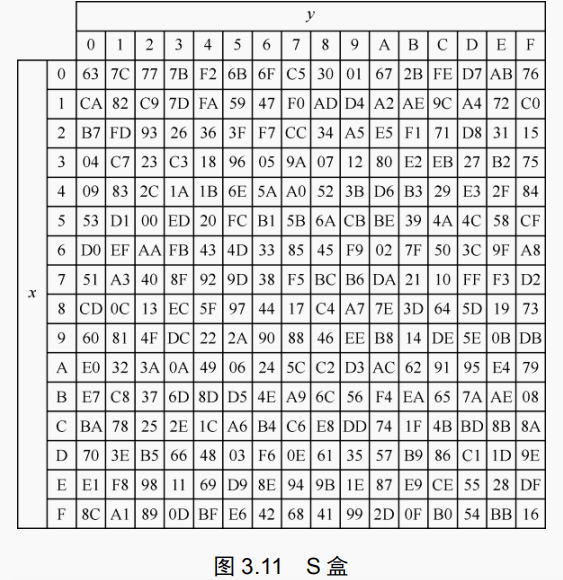 y
0 1 2 3 4 5 6 7 8 9 A B C D E F
0 63 7C 77 7B F2 6B 6F C5 30 01 67 2B FE D7 AB 76
1 CA 82 C9 7D FA 59 47 F0 AD D4 A2 AE 9C A4 72 C0
2 B7 FD 93 26 36 3F F7 CC 34 A5 E5 F1 71 D8 31 15
3 04 C7 23 C3 18 96 05 9A 07 12 80 E2 EB 27 B2 75
4 09 83 2C 1A 1B 6E 5A A0 52 3B D6 B3 29 E3 2F 84
5 53 D1 00 ED 20 FC B1 5B 6A CB BE 39 4A 4C 58 CF
6 D0 EF AA FB 43 4D 33 85 45 F9 02 7F 50 3C 9F A8
7 51 A3 40 8F 92 9D 38 F5 BC B6 DA 21 10 FF F3 D2
x
8 CD 0C 13 EC 5F 97 44 17 C4 A7 7E 3D 64 5D 19 73
9 60 81 4F DC 22 2A 90 88 46 EE B8 14 DE 5E 0B DB
A E0 32 3A 0A 49 06 24 5C C2 D3 AC 62 91 95 E4 79
B E7 C8 37 6D 8D D5 4E A9 6C 56 F4 EA 65 7A AE 08
C BA 78 25 2E 1C A6 B4 C6 E8 DD 74 1F 4B BD 8B 8A
D 70 3E B5 66 48 03 F6 0E 61 35 57 B9 86 C1 1D 9E
E E1 F8 98 11 69 D9 8E 94 9B 1E 87 E9 CE 55 28 DF
F 8C A1 89 0D BF E6 42 68 41 99 2D 0F B0 54 BB 16
图 3.11 S 盒